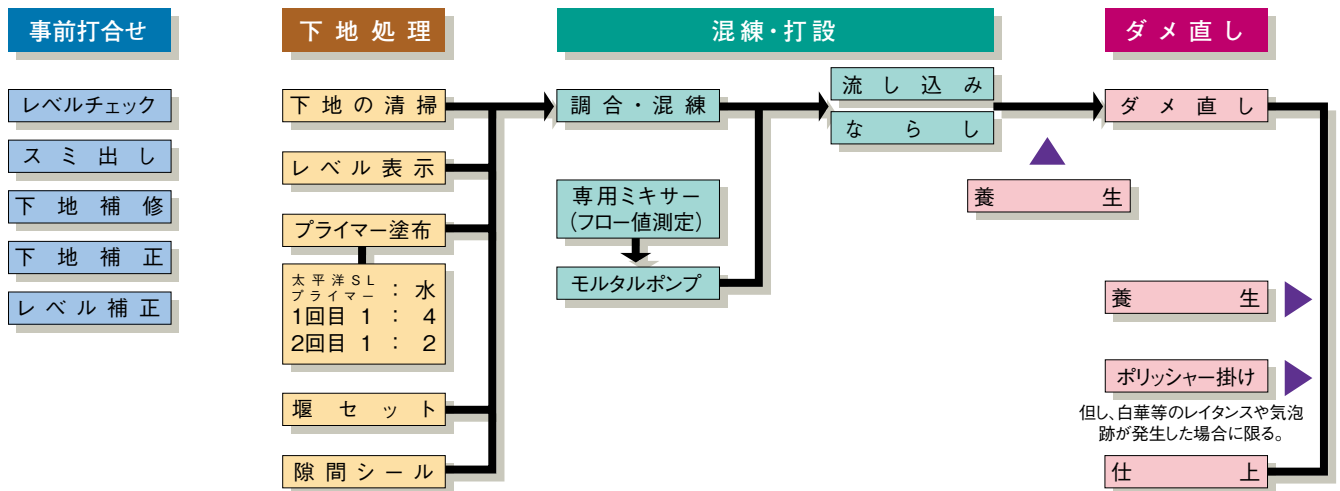 事前打合せ
レベルチェック
スミ出し
下地補修
下地補正
レベル補正
下地処理
下地の清掃
レベル表示
プライマー塗布
太平洋SL
プライマー : 水
1回目 1 : 4
2回目 1 : 2
堰セット
隙間シール
混練・打設
調合・混練
専用ミキサー
(フロー値測定)
モルタルポンプ
流し込み
ならし
養生
ダメ直し
ダメ直し
養生
ポリッシャー掛け
但し、白華等のレイタンスや気泡
跡が発生した場合に限る。
仕上